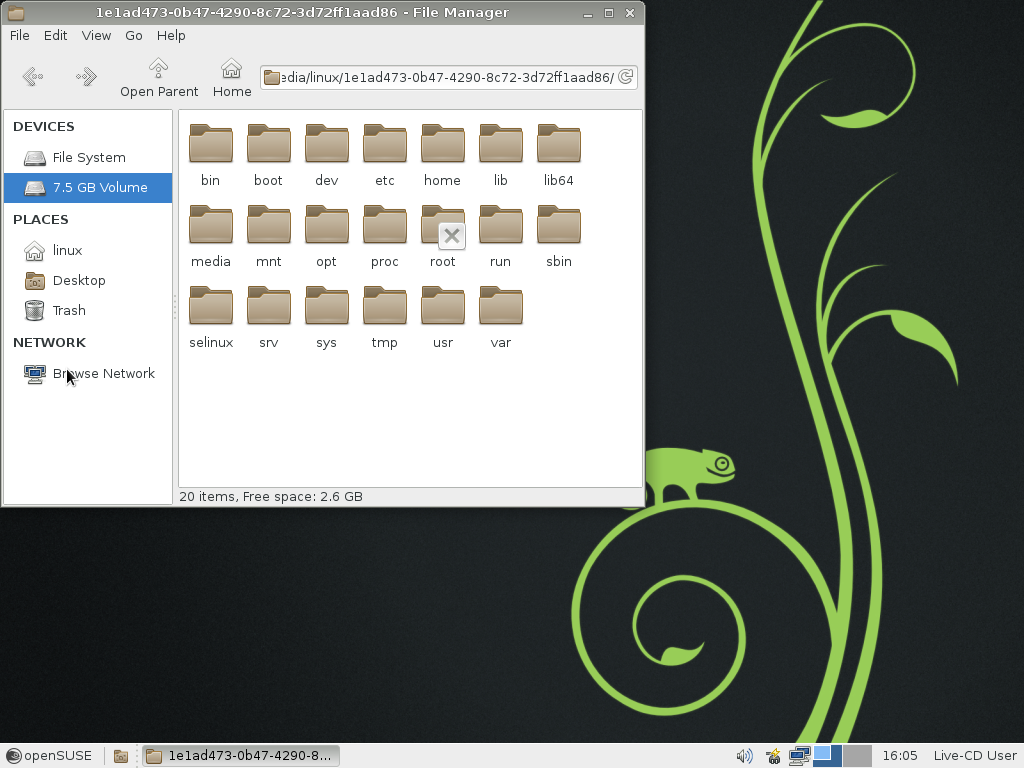 1e1ad473-0b47-4290-8c72-3d72ff1aad86 - File Manager
File Edit View Go Help
Open Parent Home edia/linux/1e1ad473-0b47-4290-8c72-3d72ff1aad86/
DEVICES
File System
7.5 GB Volume
PLACES
linux
Desktop
Trash
NETWORK
Browse Network
bin boot dev etc home lib lib64
media mnt opt proc root run sbin
selinux srv sys tmp usr var
20 items, Free space: 2.6 GB
openSUSE 1e1ad473-0b47-4290-8... 16:05 Live-CD User